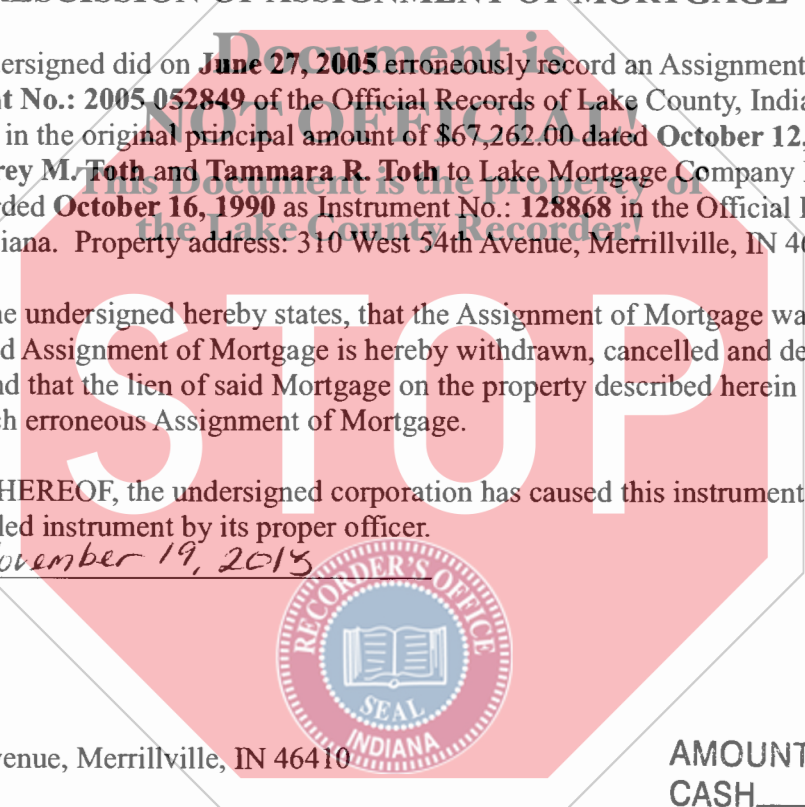 RESCISSION OF ASSIGNMENT OF MORTGAGE
Document is
ersigned did on June 27, 2005 erroneously record an Assignment
t No.: 2005 052849 of the Official Records of Lake County, India
NOT OFFICIAL!
in the original principal amount of $67,262.00 dated October 12,
rey M. Toth and Tammara R. Toth to Lake Mortgage Company
This Document is the property of
rded October 16, 1990 as Instrument No.: 128868 in the Official
the Lake County Recorder!
iana. Property address: 310 West 54th Avenue, Merrillville, IN 46
STOP
e undersigned hereby states, that the Assignment of Mortgage wa
d Assignment of Mortgage is hereby withdrawn, cancelled and de
nd that the lien of said Mortgage on the property described herein
h erroneous Assignment of Mortgage.
HEREOF, the undersigned corporation has caused this instrument
led instrument by its proper officer.
ovember 19, 2018
RECORDER'S OFFICE
SEAL
INDIANA
venue, Merrillville, IN 46410
AMOUNT
CASH